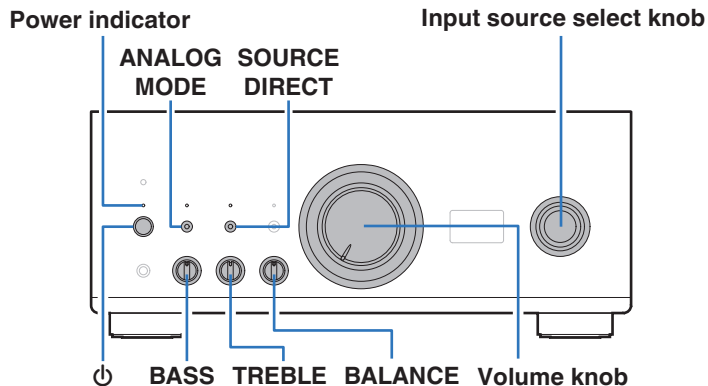 Power indicator
Input source select knob
ANALOG MODE
SOURCE DIRECT
⏻
BASS
TREBLE
BALANCE
Volume knob